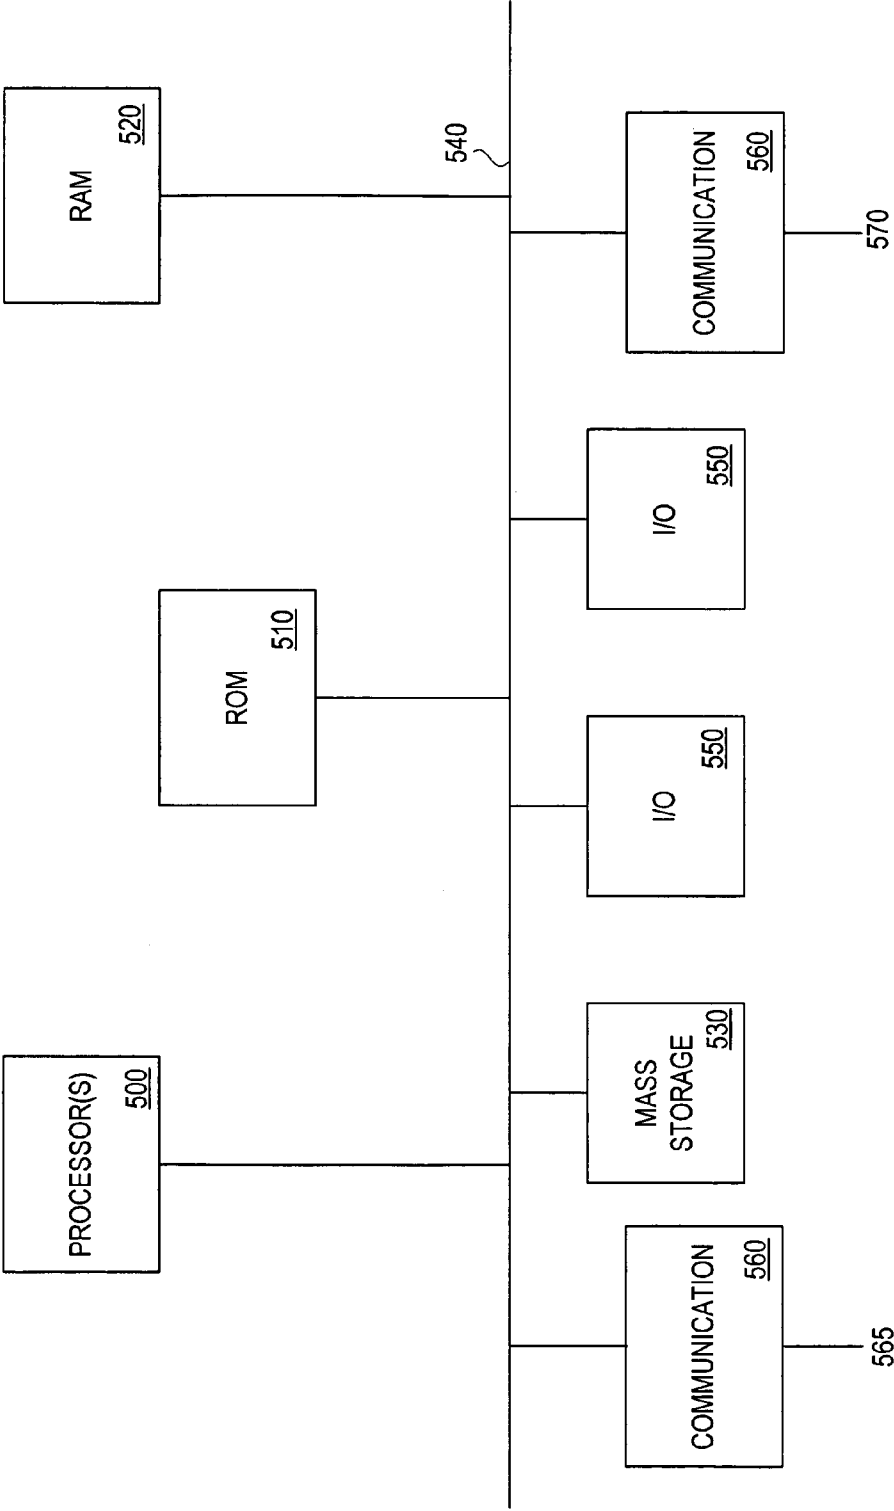 PROCESSOR(S)
500
ROM
510
RAM
520
540
COMMUNICATION
560
MASS
STORAGE
530
I/O
550
I/O
550
COMMUNICATION
560
565
570